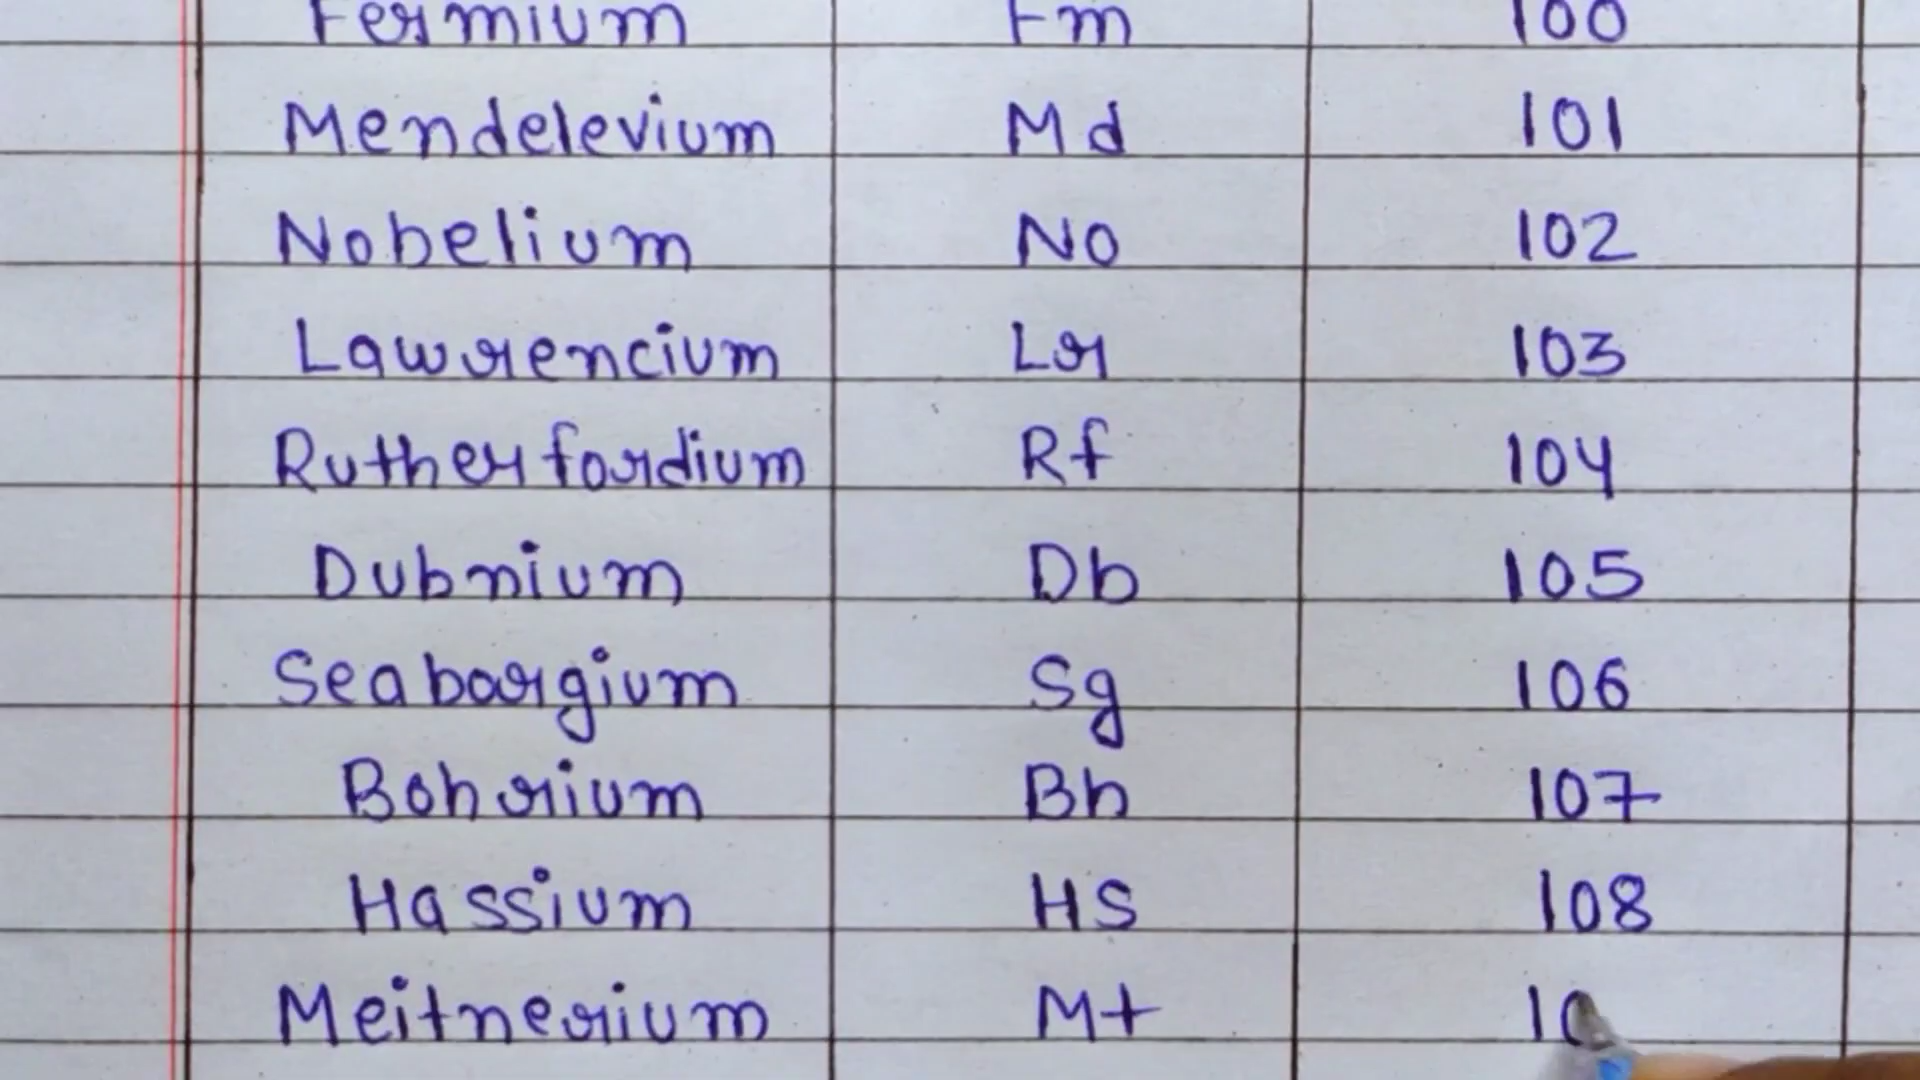 Fermium Fm 100
Mendelevium Md 101
Nobelium No 102
Lawrencium Lr 103
Rutherfordium Rf 104
Dubnium Db 105
Seaborgium Sg 106
Bohrium Bh 107
Hassium Hs 108
Meitnerium Mt 10